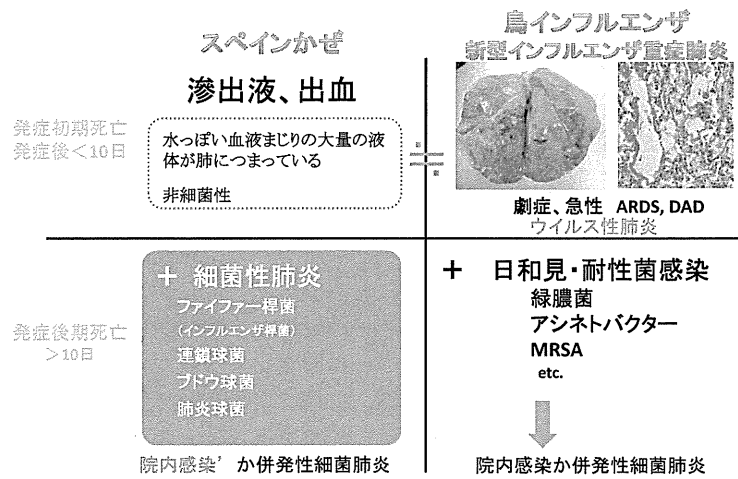 スペインかぜ
鳥インフルエンザ
新型インフルエンザ重症肺炎
発症初期死亡
発症後<10日
滲出液、出血
水っぽい血液まじりの大量の液
体が肺につまっている
非細菌性
劇症、急性 ARDS, DAD
ウイルス性肺炎
発症後期死亡
>10日
+ 細菌性肺炎
ファイファー桿菌
(インフルエンザ桿菌)
連鎖球菌
ブドウ球菌
肺炎球菌
院内感染’か併発性細菌肺炎
+ 日和見・耐性菌感染
緑膿菌
アシネトバクター
MRSA
etc.
院内感染か併発性細菌肺炎